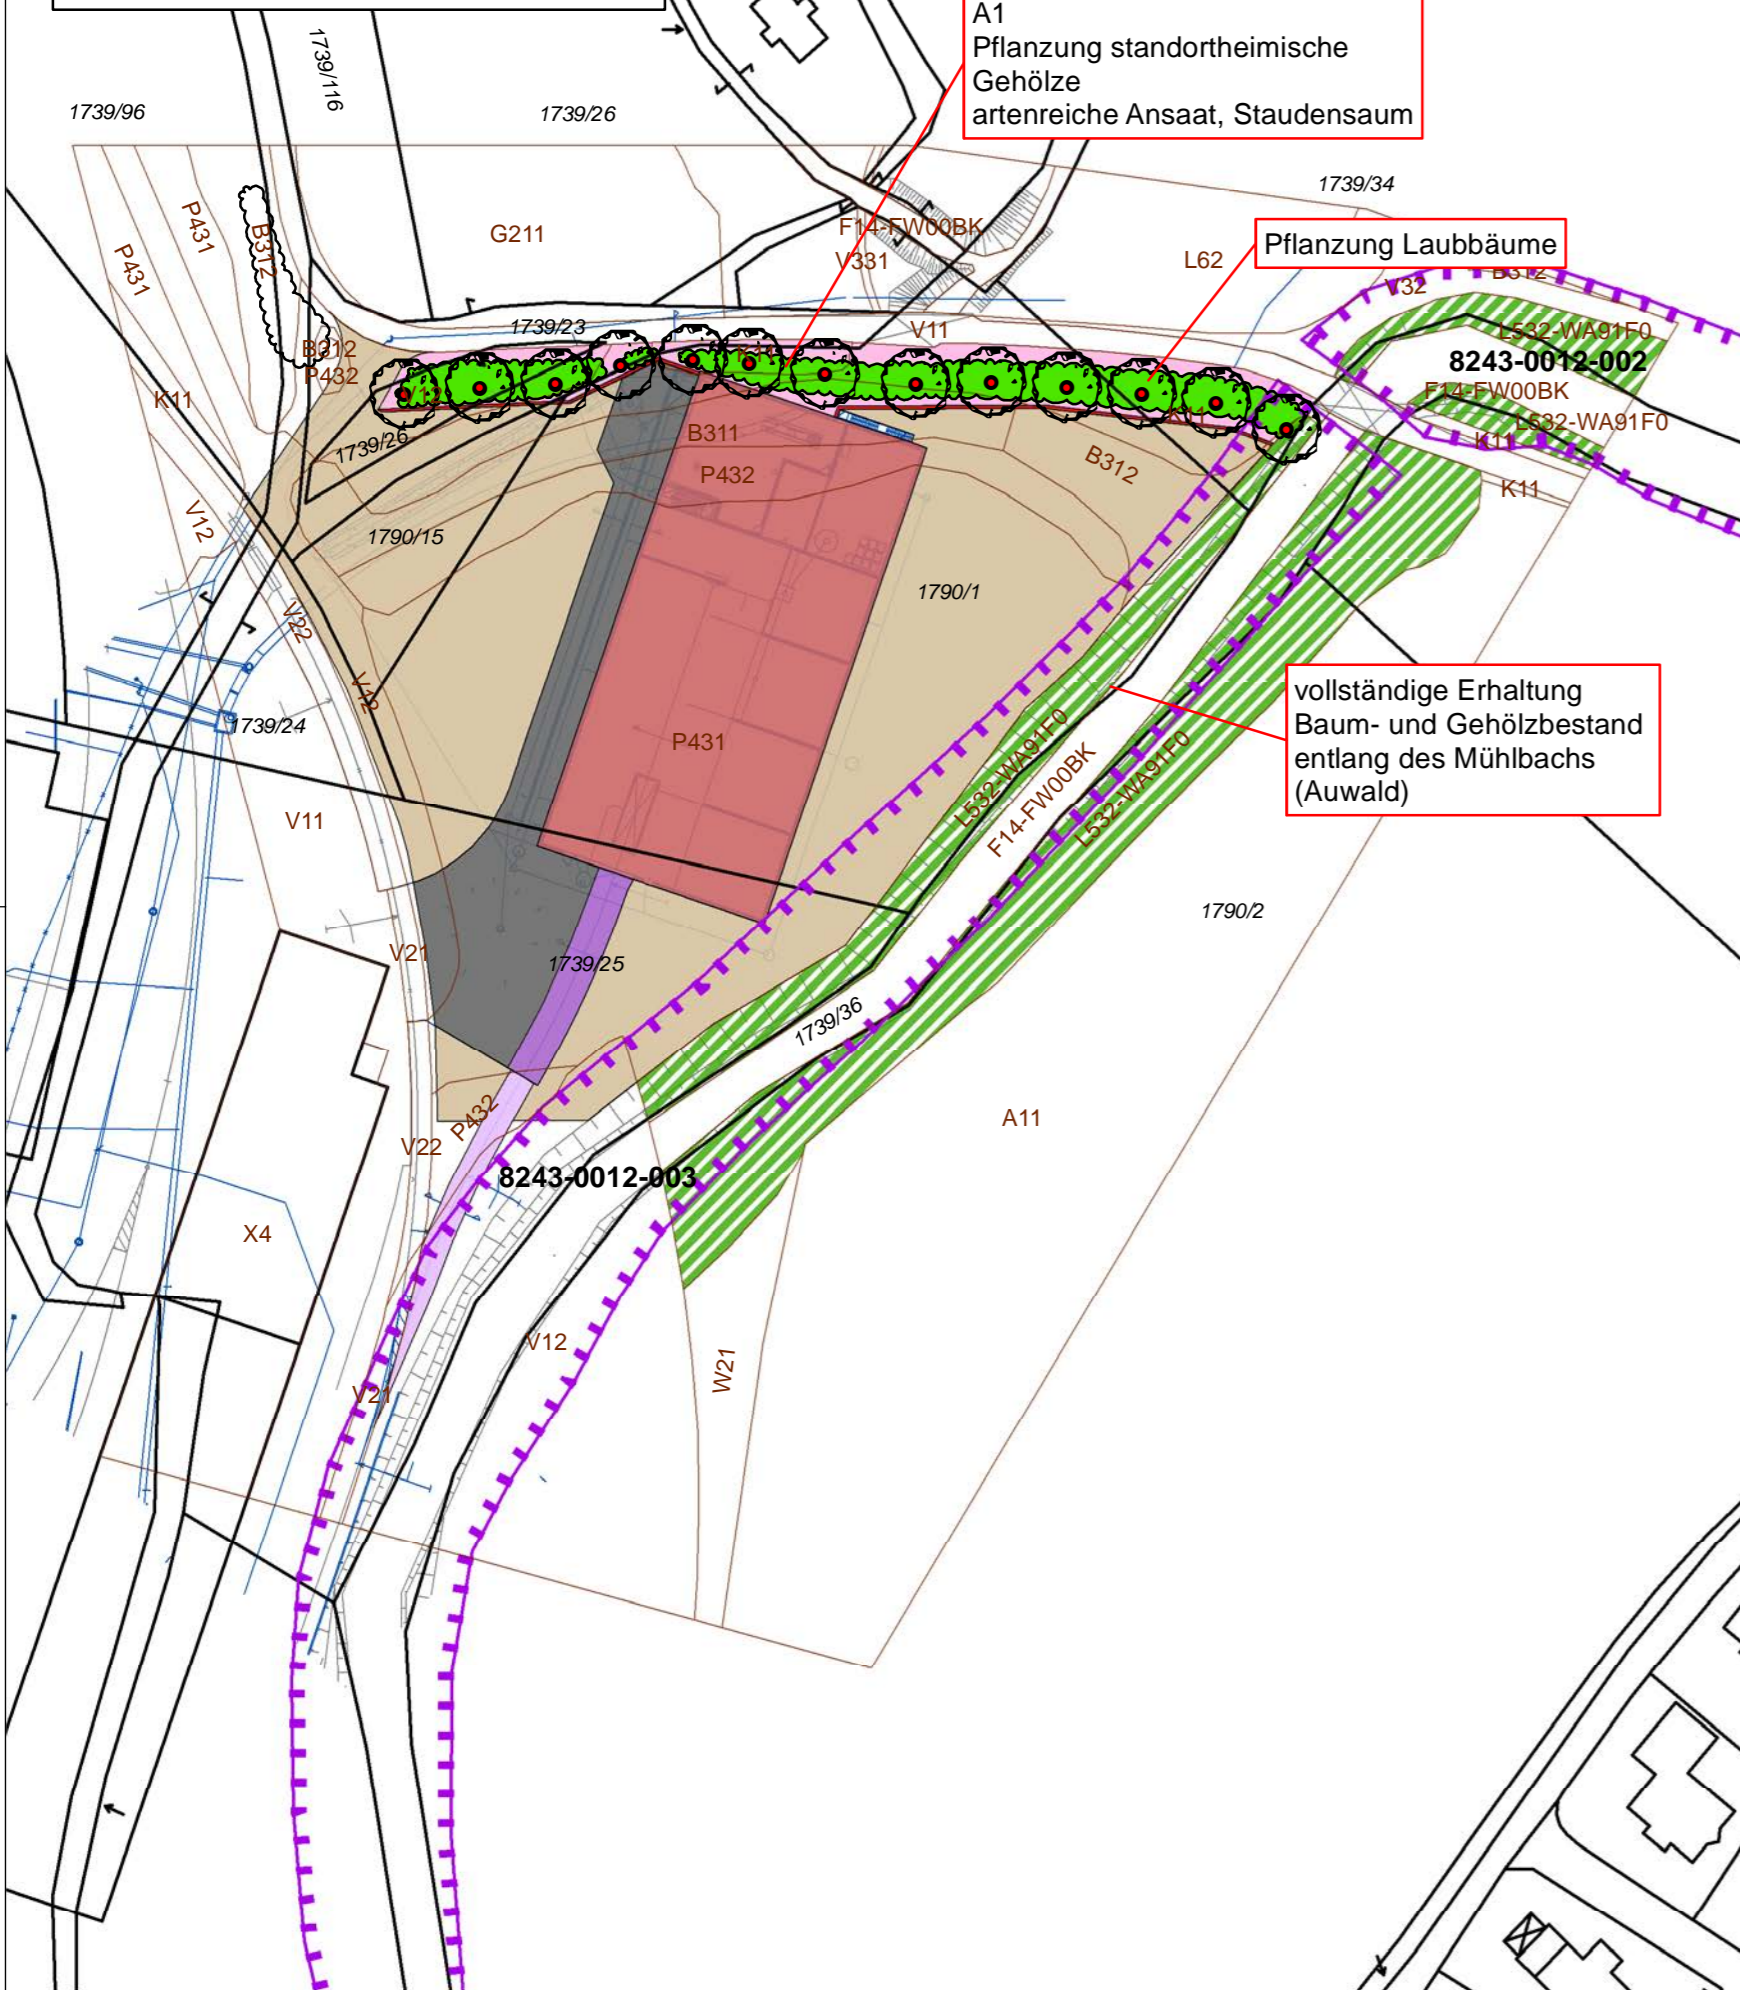 A1
Pflanzung standortheimische
Gehölze
artenreiche Ansaat, Staudensaum
1739/96
1739/116
1739/26
1739/34
P431
P431
B312
G211
F14-FW00BK
V331
L62
Pflanzung Laubbäume
B312
V32
1739/23
V11
L532-WA91F0
8243-0012-002
B312
P432
K11
F14-FW00BK
L532-WA91F0
K11
K11
K11
1739/26
B311
P432
B312
K11
V12
1790/15
1790/1
V22
V12
1739/24
P431
vollständige Erhaltung
Baum- und Gehölzbestand
entlang des Mühlbachs
(Auwald)
L532-WA91F0
F14-FW00BK
L532-WA91F0
V11
1790/2
V21
1739/25
1739/36
P432
V22
A11
8243-0012-003
X4
V12
W21
V21